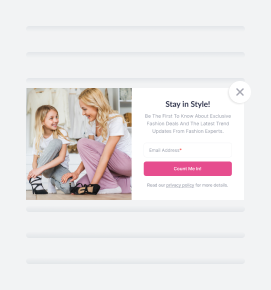 Stay in Style!
Be The First To Know About Exclusive
Fashion Deals And The Latest Trend
Updates From Fashion Experts.
Email Address*
Count Me In!
Read our privacy policy for more details.